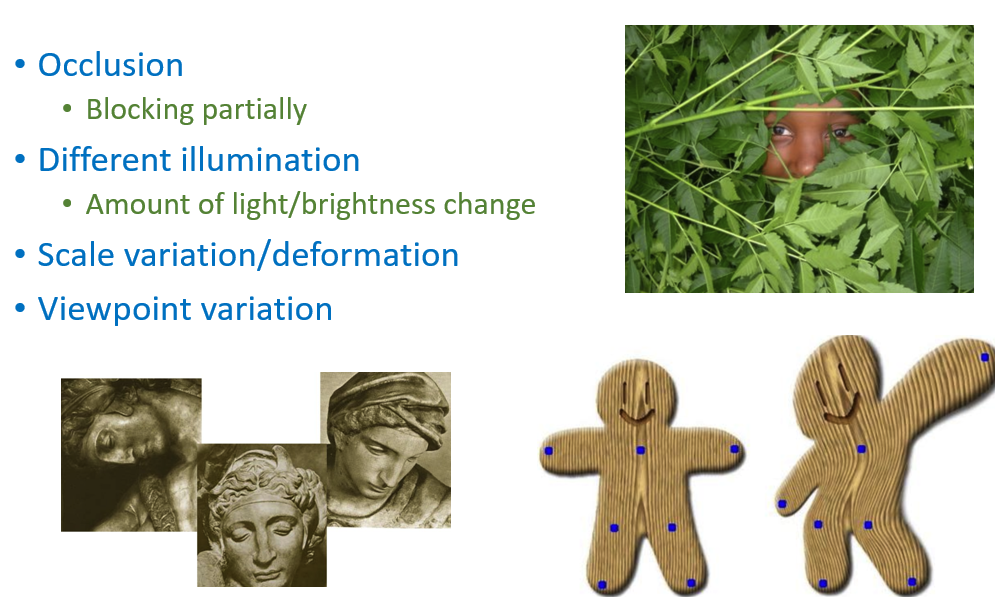 • Occlusion
• Blocking partially
• Different illumination
• Amount of light/brightness change
• Scale variation/deformation
• Viewpoint variation